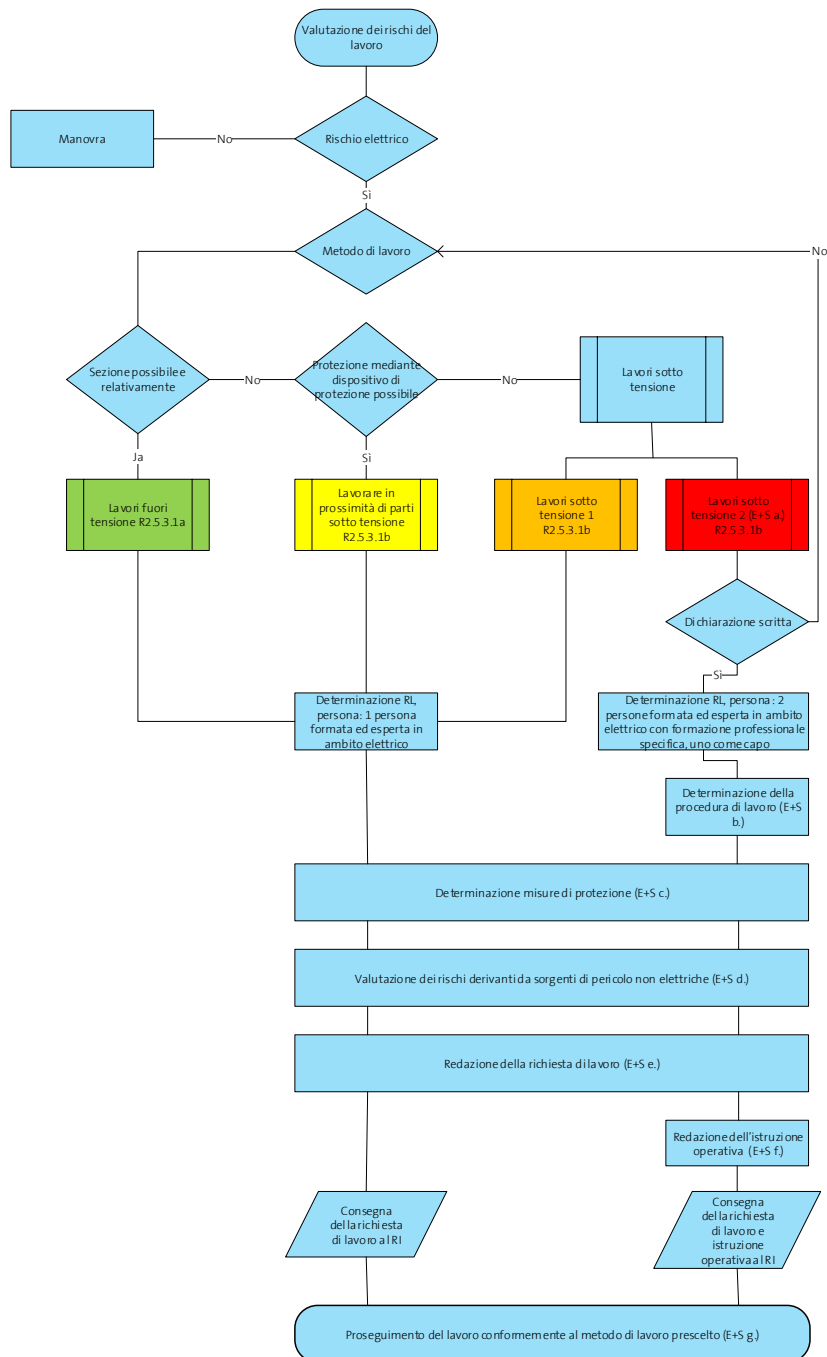 Valutazione dei rischi del
lavoro
Manovra
No
Rischio elettrico
Sì
Metodo di lavoro
No
Sezione possibile e
relativamente
No
Protezione mediante
dispositivo di
protezione possibile
No
Lavori sotto
tensione
Ja
Sì
Lavori fuori
tensione R2.5.3.1a
Lavorare in
prossimità di parti
sotto tensione
R2.5.3.1b
Lavori sotto
tensione 1
R2.5.3.1b
Lavori sotto
tensione 2 (E+S a.)
R2.5.3.1b
Dichiarazione scritta
Sì
Determinazione RL,
persona: 1 persona
formata ed esperta in
ambito elettrico
Determinazione RL, persona: 2
persone formata ed esperta in ambito
elettrico con formazione professionale
specifica, uno come capo
Determinazione della
procedura di lavoro (E+S
b.)
Determinazione misure di protezione (E+S c.)
Valutazione dei rischi derivanti da sorgenti di pericolo non elettriche (E+S d.)
Redazione della richiesta di lavoro (E+S e.)
Redazione dell'istruzione
operativa (E+S f.)
Consegna
della richiesta
di lavoro al RI
Consegna
della richiesta
di lavoro e
istruzione
operativa al RI
Proseguimento del lavoro conformemente al metodo di lavoro prescelto (E+S g.)